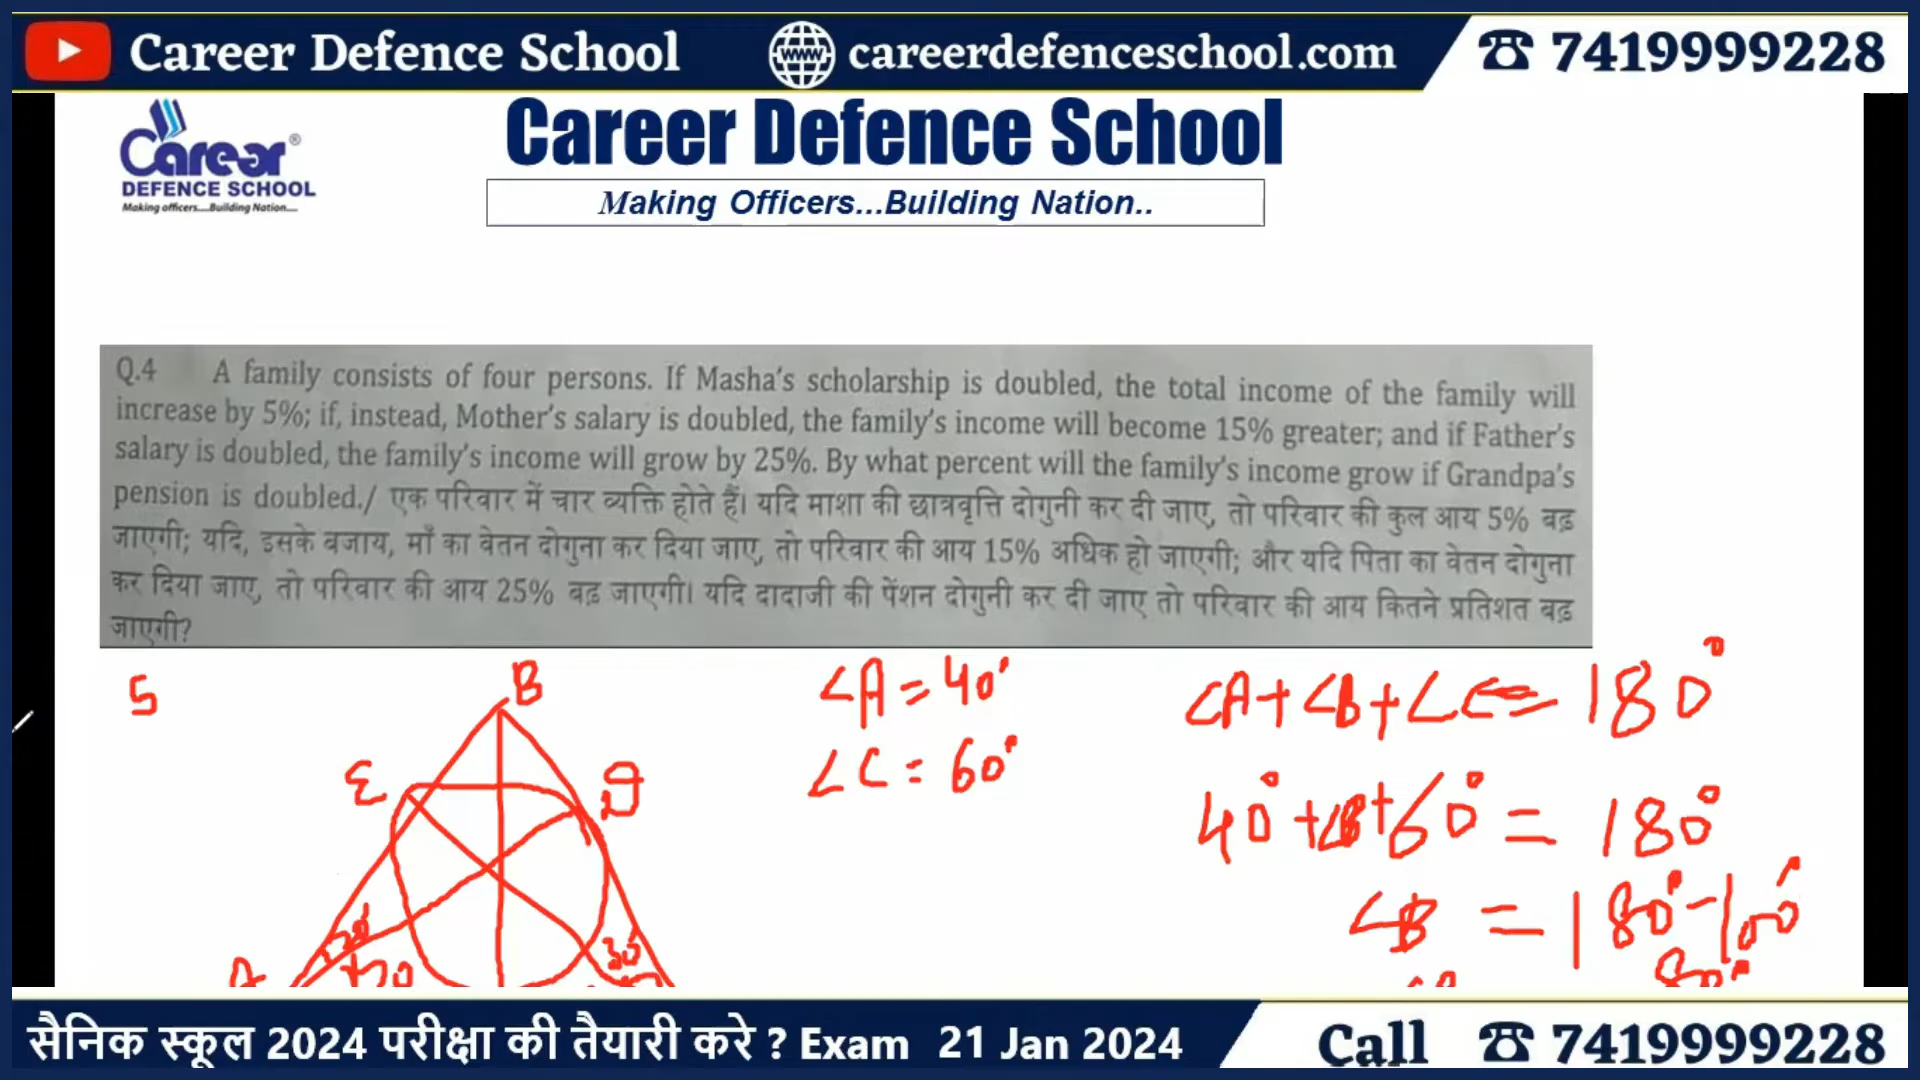 Career Defence School
careerdefenceschool.com
7419999228
Career
DEFENCE SCHOOL
Making officers....Building Nation....
Career Defence School
Making Officers...Building Nation..
Q.4 A family consists of four persons. If Masha's scholarship is doubled, the total income of the family will
increase by 5%; if, instead, Mother's salary is doubled, the family's income will become 15% greater; and if Father's
salary is doubled, the family's income will grow by 25%. By what percent will the family's income grow if Grandpa's
pension is doubled./ एक परिवार में चार व्यक्ति होते हैं। यदि माशा की छात्रवृत्ति दोगुनी कर दी जाए, तो परिवार की कुल आय 5% बढ़
जाएगी; यदि, इसके बजाय, माँ का वेतन दोगुना कर दिया जाए, तो परिवार की आय 15% अधिक हो जाएगी; और यदि पिता का वेतन दोगुना
कर दिया जाए, तो परिवार की आय 25% बढ़ जाएगी। यदि दादाजी की पेंशन दोगुनी कर दी जाए तो परिवार की आय कितने प्रतिशत बढ़
जाएगी?
5
B
E
D
30°
∠A = 40°
∠C = 60°
∠A + ∠B + ∠C = 180°
40° + ∠B + 60° = 180°
∠B = 180° - 100°
80°
सैनिक स्कूल 2024 परीक्षा की तैयारी करे ? Exam 21 Jan 2024
Call 7419999228